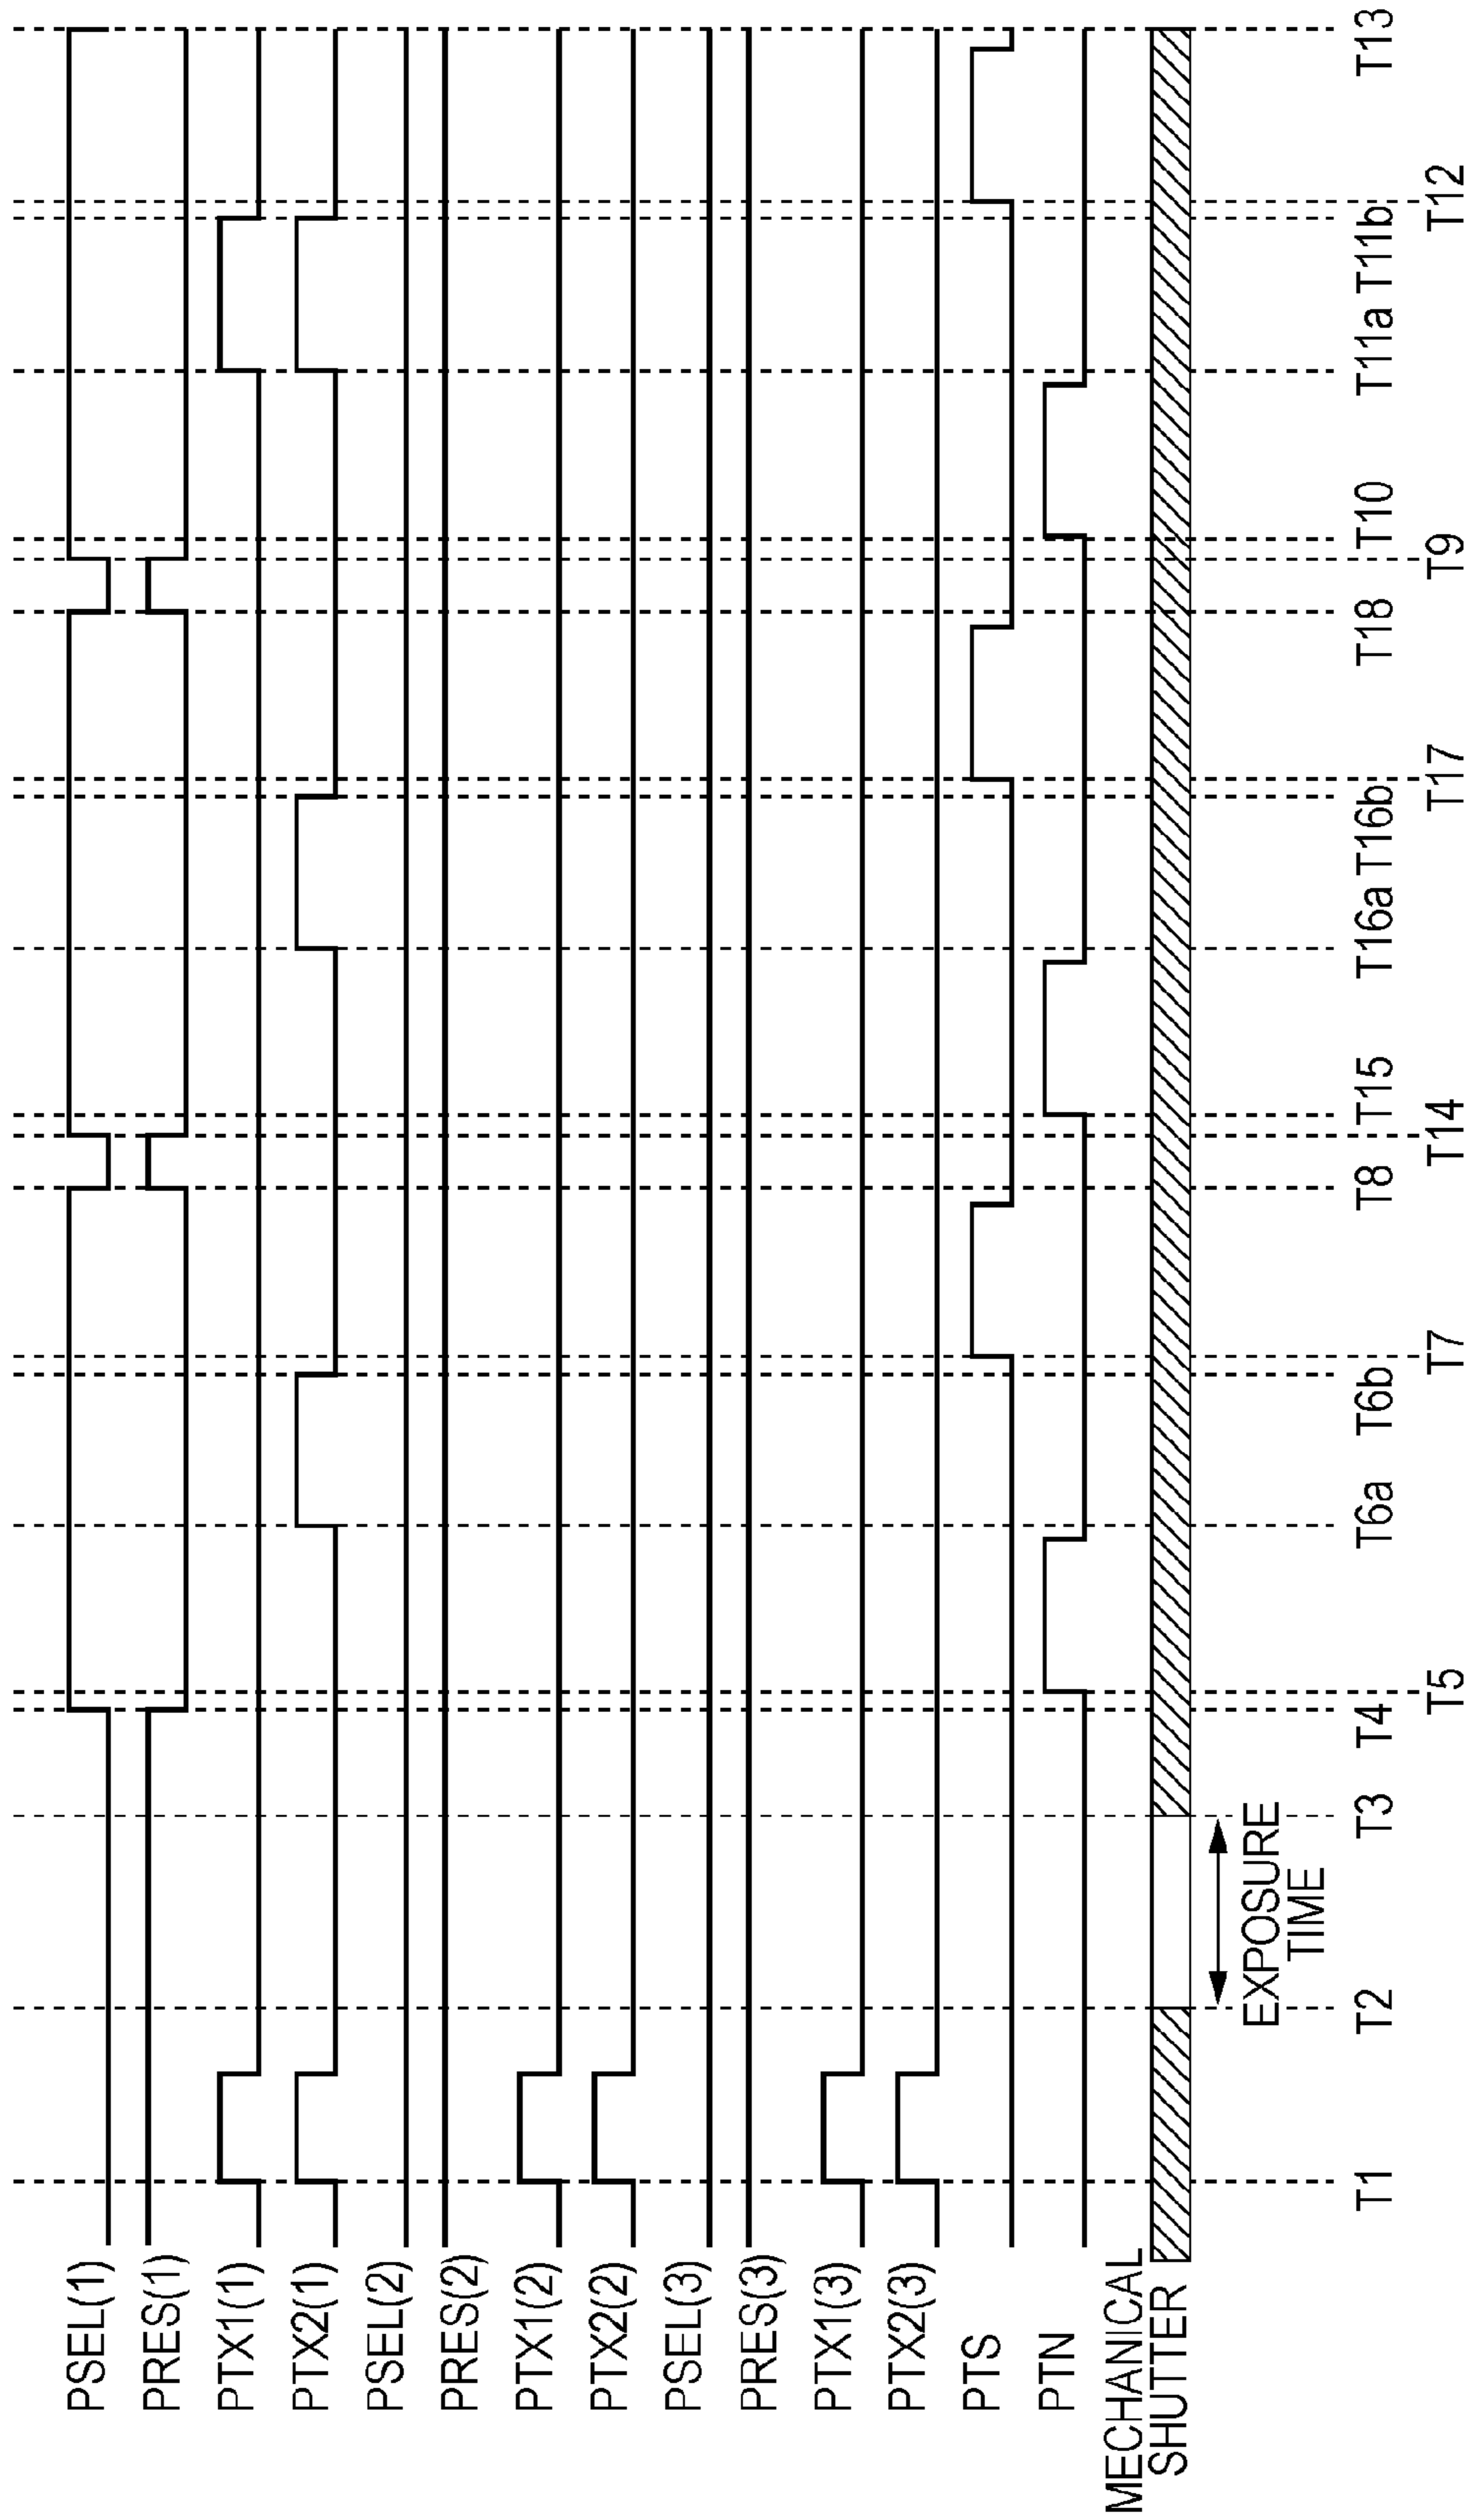 PSEL(1)
PRES(1)
PTX1(1)
PTX2(1)
PSEL(2)
PRES(2)
PTX1(2)
PTX2(2)
PSEL(3)
PRES(3)
PTX1(3)
PTX2(3)
PTS
PTN
MECHANICAL
SHUTTER
EXPOSURE
TIME
T1 T2 T3 T4 T6a T6b T8 T15 T16a T16b T18 T10 T11a T11b T13
T5 T7 T14 T17 T9 T12